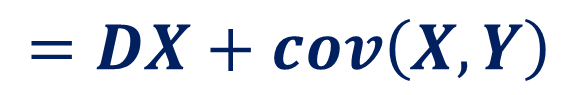 = DX + cov(X, Y)